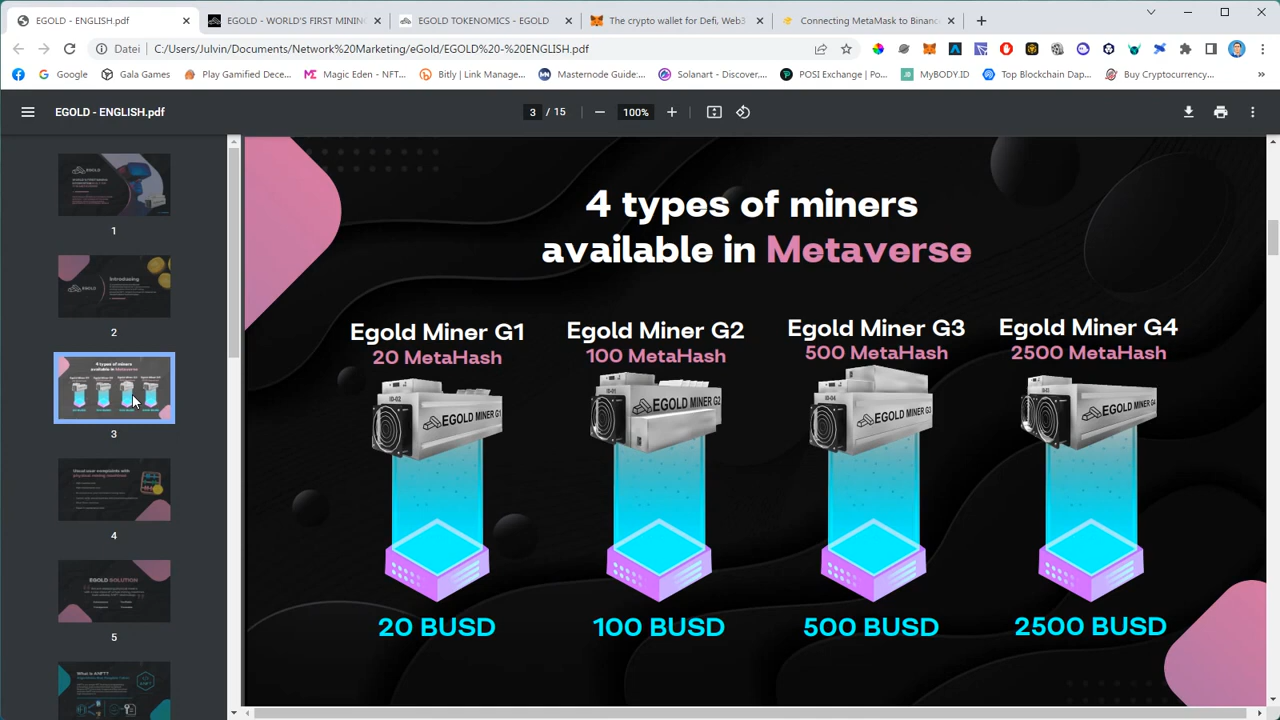 EGOLD - ENGLISH.pdf
EGOLD - WORLD'S FIRST MINING
EGOLD TOKENOMICS - EGOLD
The crypto wallet for Defi, Web3
Connecting MetaMask to Binance
Datei
C:/Users/Julvin/Documents/Network%20Marketing/eGold/EGOLD%20-%20ENGLISH.pdf
Google
Gala Games
Play Gamified Dece...
Magic Eden - NFT...
Bitly | Link Manage...
Masternode Guide:...
Solanart - Discover...
POSI Exchange | Po...
MyBODY.ID
Top Blockchain Dap...
Buy Cryptocurrency...
EGOLD - ENGLISH.pdf
3 / 15
100%
1
2
3
4
5
4 types of miners
available in Metaverse
Egold Miner G1
20 MetaHash
EGOLD MINER G1
20 BUSD
Egold Miner G2
100 MetaHash
EGOLD MINER G2
100 BUSD
Egold Miner G3
MetaHash
EGOLD MINER G3
500 BUSD
Egold Miner G4
2500 MetaHash
EGOLD MINER G4
2500 BUSD